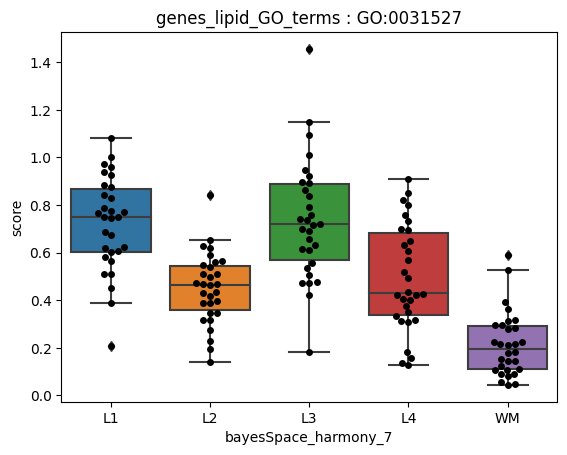 genes_lipid_GO_terms : GO:0031527
1.4
1.2
1.0
0.8
0.6
0.4
0.2
0.0
score
L1 L2 L3 L4 WM
bayesSpace_harmony_7